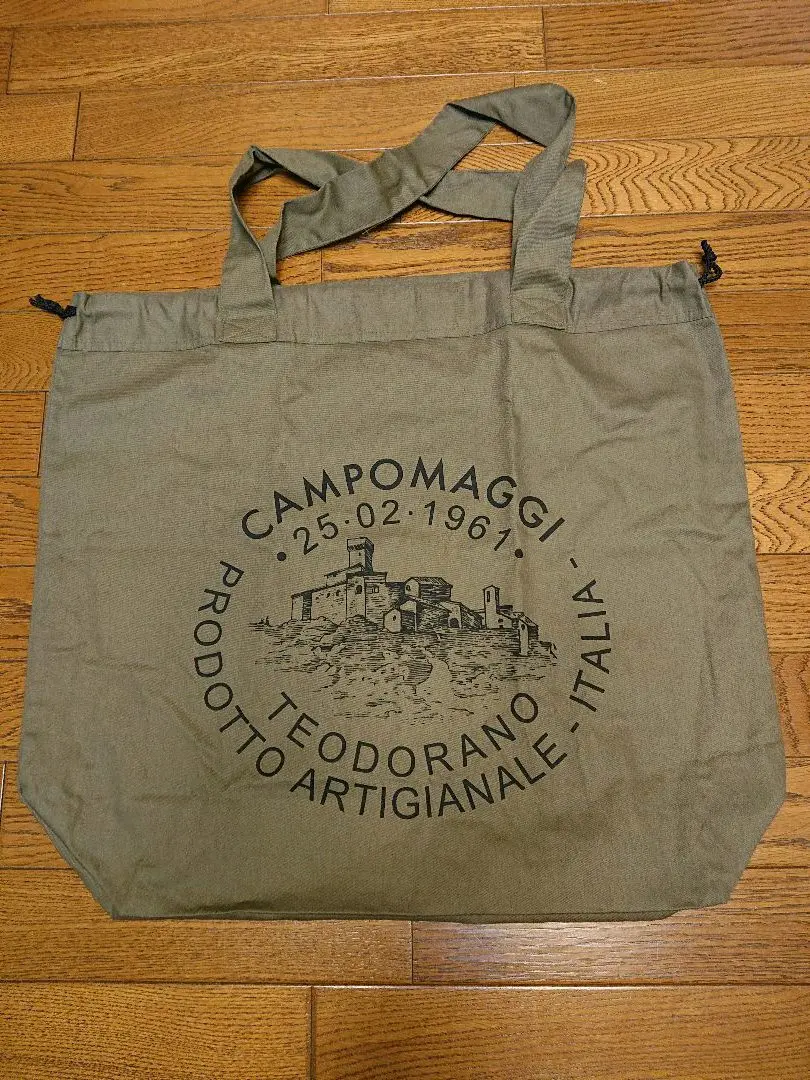 CAMPOMAGGI
•25·02·1961•
TEODORANO
PRODOTTO ARTIGIANALE - ITALIA -